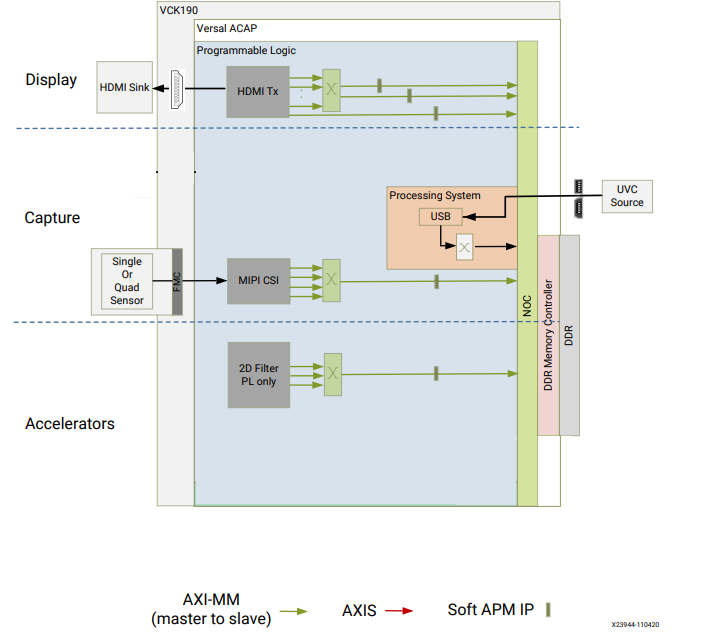 VCK190
Versal ACAP
Programmable Logic
Display
HDMI Sink
HDMI Tx
Processing System
USB
UVC
Source
Capture
Single
Or
Quad
Sensor
FMC
MIPI CSI
NOC
DDR Memory Controller
DDR
2D Filter
PL only
Accelerators
AXI-MM
(master to slave)
AXIS
Soft APM IP
X23944-110420